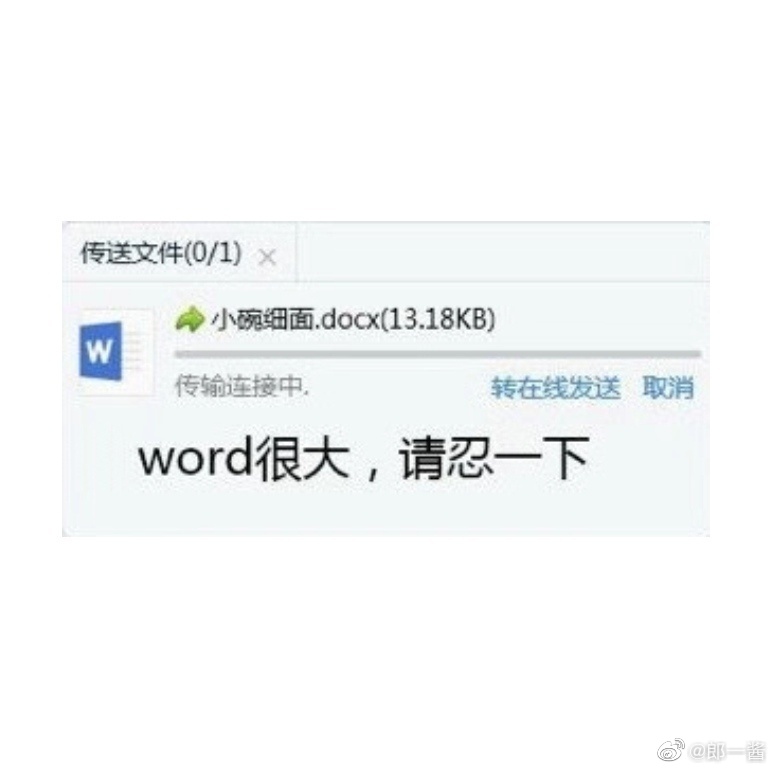 传送文件(0/1)
小碗细面.docx(13.18KB)
W
传输连接中.
转在线发送 取消
word很大，请忍一下
@郎一酱